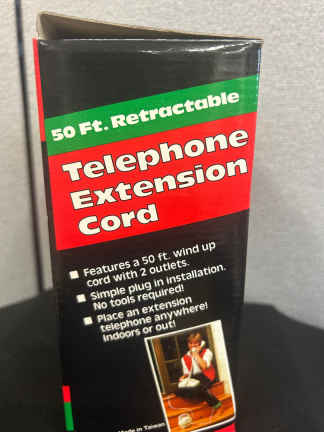 50 Ft. Retractable
Telephone
Extension
Cord
Features a 50 ft. wind up
cord with 2 outlets.
Simple plug in installation.
No tools required!
Place an extension
telephone anywhere!
Indoors or out!
Made in Taiwan